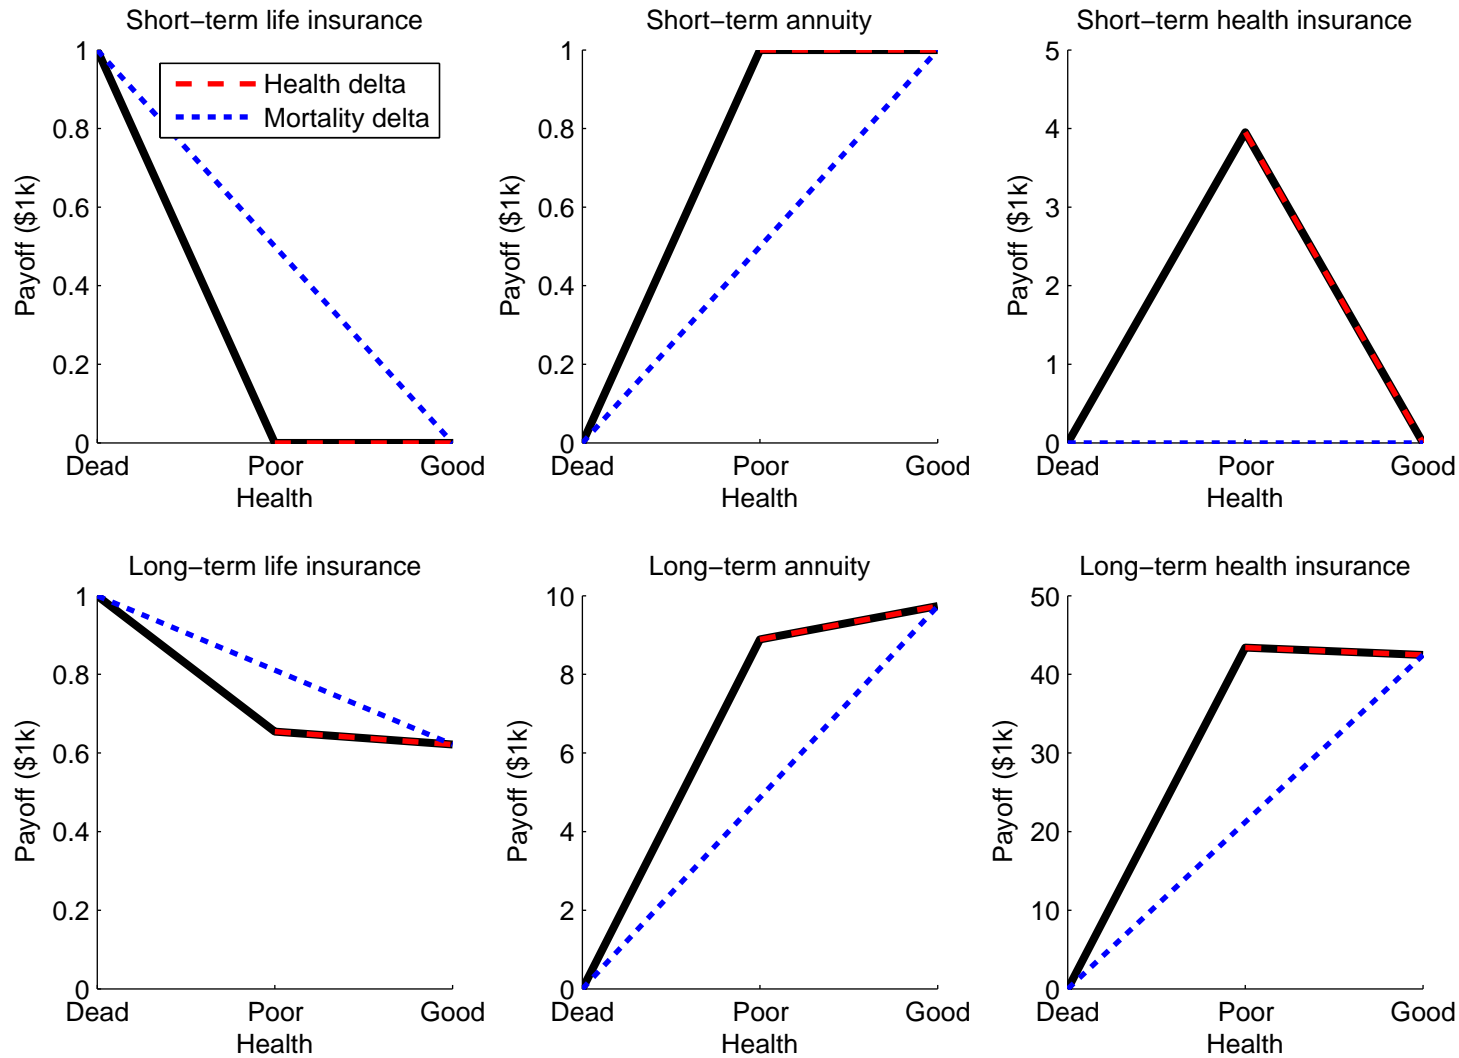 Short−term life insurance
1
0.8
0.6
0.4
0.2
0
Payoff ($1k)
Health delta
Mortality delta
Dead Poor Good
Health
Short−term annuity
1
0.8
0.6
0.4
0.2
0
Payoff ($1k)
Dead Poor Good
Health
Short−term health insurance
5
4
3
2
1
0
Payoff ($1k)
Dead Poor Good
Health
Long−term life insurance
1
0.8
0.6
0.4
0.2
0
Payoff ($1k)
Dead Poor Good
Health
Long−term annuity
10
8
6
4
2
0
Payoff ($1k)
Dead Poor Good
Health
Long−term health insurance
50
40
30
20
10
0
Payoff ($1k)
Dead Poor Good
Health